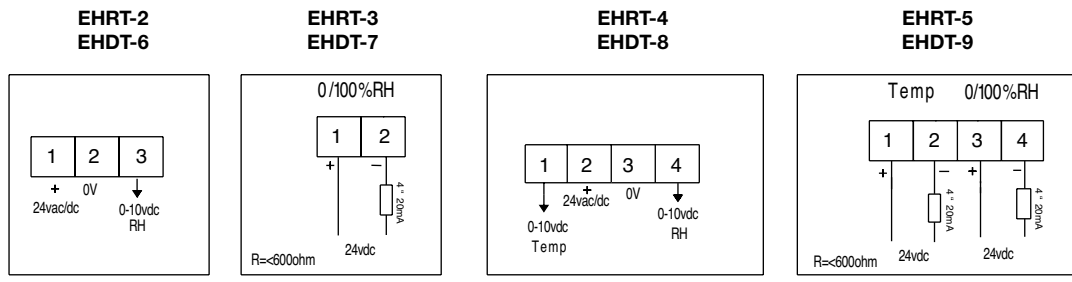 EHRT-2
EHDT-6
1 2 3
+ 0V
24vac/dc
0-10vdc
RH
EHRT-3
EHDT-7
0/100%RH
1 2
+ −
4 “ 20mA
24vdc
R=<600ohm
EHRT-4
EHDT-8
1 2 3 4
+ 0V
24vac/dc
0-10vdc
Temp
0-10vdc
RH
EHRT-5
EHDT-9
Temp 0/100%RH
1 2 3 4
+ − + −
4 “ 20mA
4 “ 20mA
24vdc 24vdc
R=<600ohm